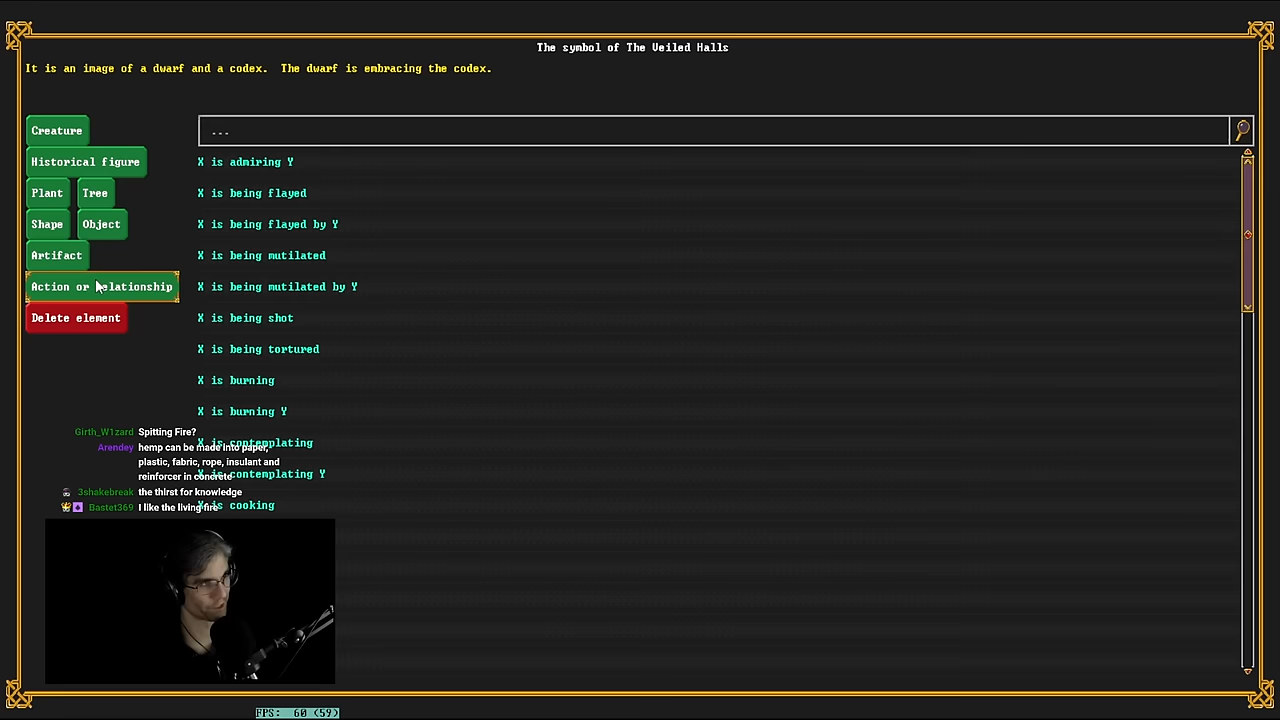 The symbol of The Veiled Halls
It is an image of a dwarf and a codex.  The dwarf is embracing the codex.
Creature
Historical figure
Plant
Tree
Shape
Object
Artifact
Action or relationship
Delete element
...
X is admiring Y
X is being flayed
X is being flayed by Y
X is being mutilated
X is being mutilated by Y
X is being shot
X is being tortured
X is burning
X is burning Y
X is contemplating
X is contemplating Y
X is cooking
Girth_W1zard Spitting Fire?
Arendey hemp can be made into paper,
plastic, fabric, rope, insulant and
reinforcer in concrete
3shakebreak the thirst for knowledge
Bastet369 I like the living fire
FPS: 60 (59)